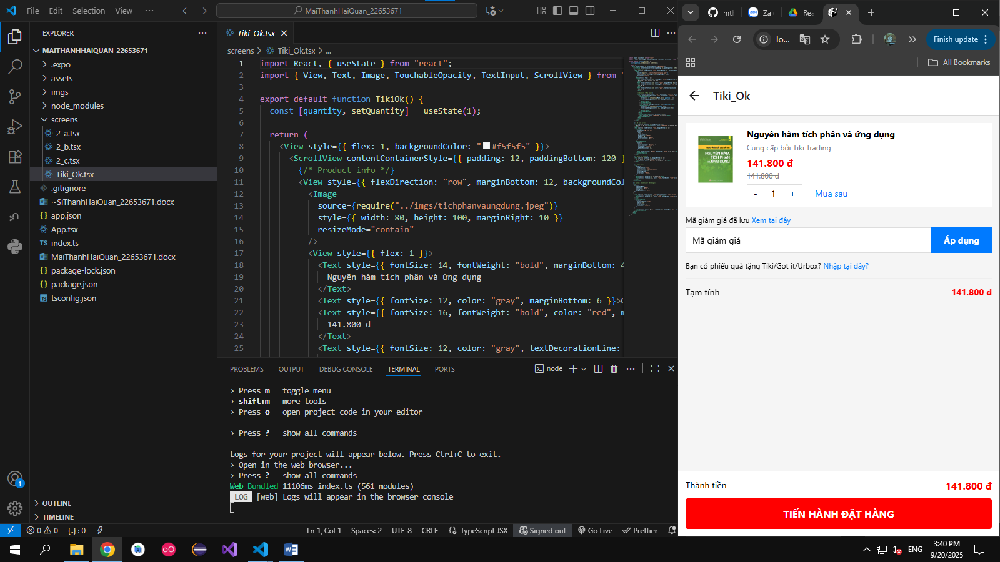 File Edit Selection View ...
MaiThanhHaiQuan_22653671
EXPLORER
MAITHANHHAIQUAN_22653671
.expo
assets
imgs
node_modules
screens
2_a.tsx
2_b.tsx
2_c.tsx
Tiki_Ok.tsx
.gitignore
~$iThanhHaiQuan_22653671.docx
app.json
App.tsx
TS index.ts
MaiThanhHaiQuan_22653671.docx
package-lock.json
package.json
tsconfig.json
OUTLINE
TIMELINE
Tiki_Ok.tsx
screens > Tiki_Ok.tsx > ...
1 import React, { useState } from "react";
2 import { View, Text, Image, TouchableOpacity, TextInput, ScrollView } from "
3
4 export default function TikiOk() {
5 const [quantity, setQuantity] = useState(1);
6
7 return (
8 <View style={{ flex: 1, backgroundColor: "#f5f5f5" }}>
9 <ScrollView contentContainerStyle={{ padding: 12, paddingBottom: 120 }
10 {/* Product info */}
11 <View style={{ flexDirection: "row", marginBottom: 12, backgroundCol
12 <Image
13 source={require("../imgs/tichphanvaungdung.jpeg")}
14 style={{ width: 80, height: 100, marginRight: 10 }}
15 resizeMode="contain"
16 />
17 <View style={{ flex: 1 }}>
18 <Text style={{ fontSize: 14, fontWeight: "bold", marginBottom: 4
19 Nguyên hàm tích phân và ứng dụng
20 </Text>
21 <Text style={{ fontSize: 12, color: "gray", marginBottom: 6 }}>C
22 <Text style={{ fontSize: 16, fontWeight: "bold", color: "red", m
23 141.800 đ
24 </Text>
25 <Text style={{ fontSize: 12, color: "gray", textDecorationLine:
PROBLEMS OUTPUT DEBUG CONSOLE TERMINAL PORTS
node
› Press m │ toggle menu
› shift+m │ more tools
› Press o │ open project code in your editor
› Press ? │ show all commands
Logs for your project will appear below. Press Ctrl+C to exit.
› Open in the web browser...
› Press ? │ show all commands
Web Bundled 11106ms index.ts (561 modules)
LOG [web] Logs will appear in the browser console
0 0 {..} : 0
Ln 1, Col 1 Spaces: 2 UTF-8 CRLF TypeScript JSX Signed out Go Live Prettier
mtl
Zalo
Zal
Rea
lo...
Finish update
All Bookmarks
Tiki_Ok
NGUYÊN HÀM,
TÍCH PHÂN
ỨNG DỤNG
Nguyên hàm tích phân và ứng dụng
Cung cấp bởi Tiki Trading
141.800 đ
141.800 đ
- 1 +
Mua sau
Mã giảm giá đã lưu Xem tại đây
Mã giảm giá
Áp dụng
Bạn có phiếu quà tặng Tiki/Got it/Urbox? Nhập tại đây?
Tạm tính
141.800 đ
Thành tiền
141.800 đ
TIẾN HÀNH ĐẶT HÀNG
ENG
3:40 PM
9/20/2025